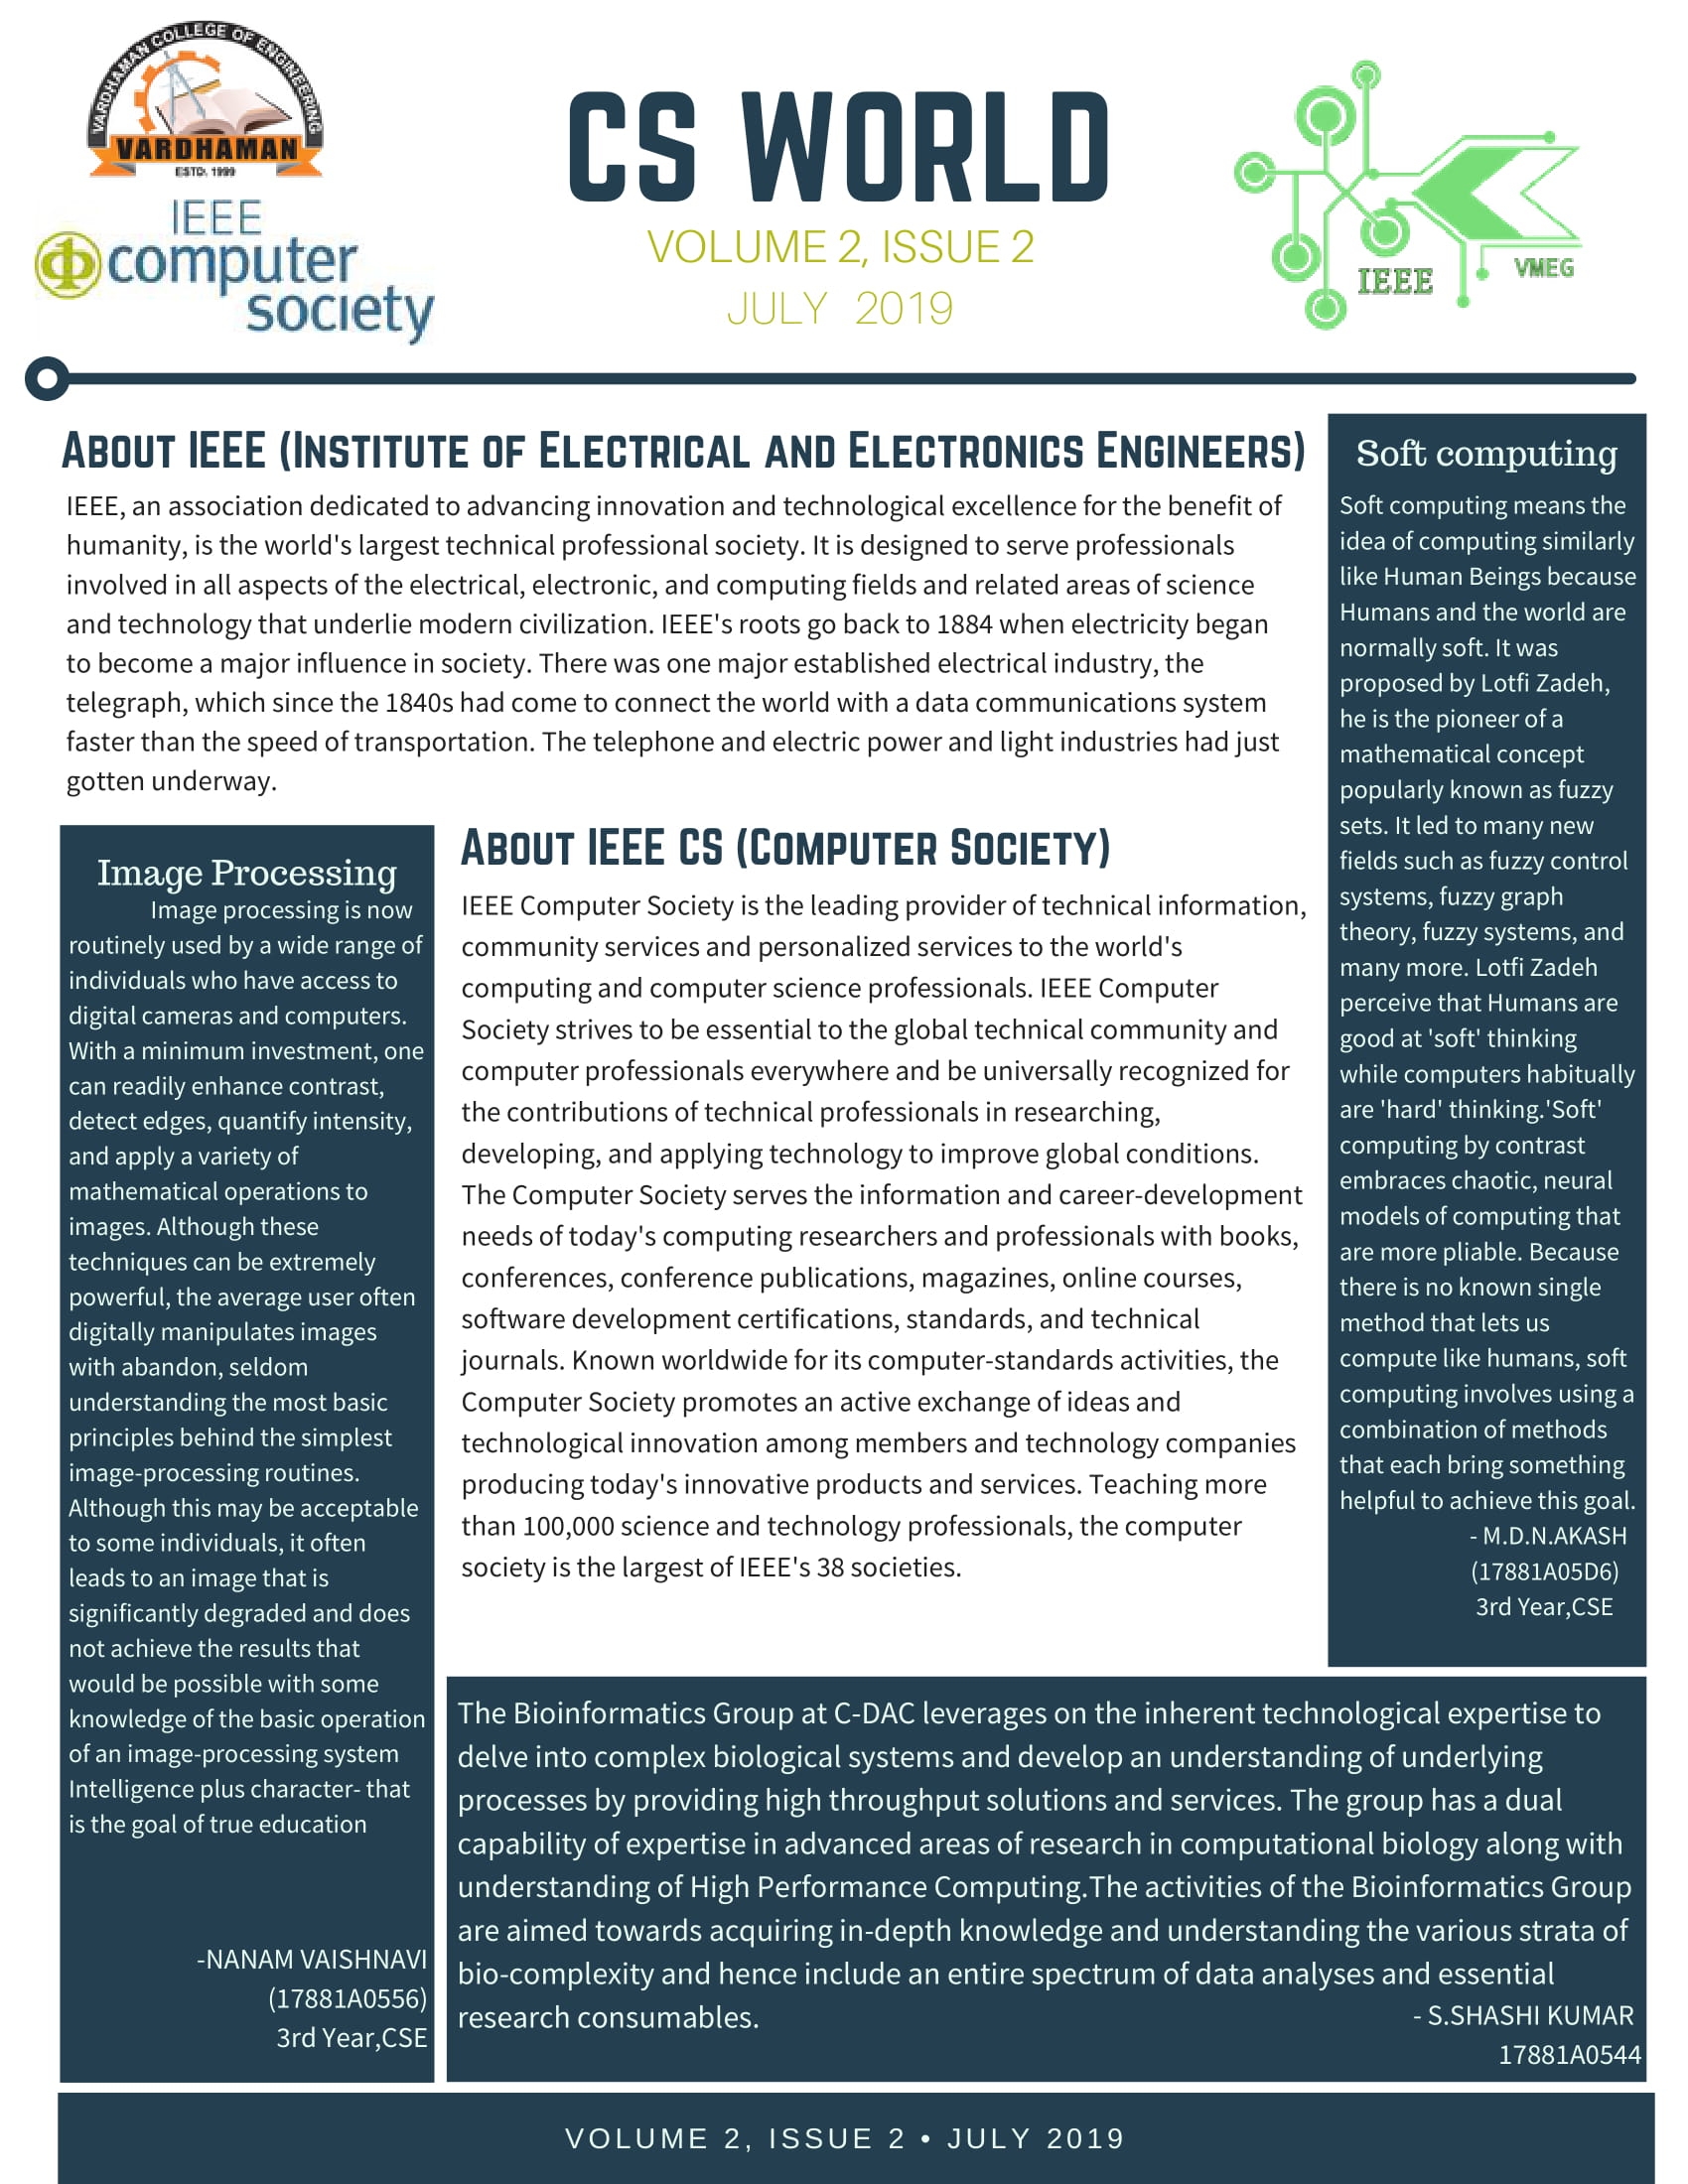 VARDHAMAN COLLEGE OF ENGINEERING
VARDHAMAN
ESTD. 1999
IEEE
computer
society
CS WORLD
VOLUME 2, ISSUE 2
JULY 2019
IEEE
VMEG
About IEEE (Institute of Electrical and Electronics Engineers)
IEEE, an association dedicated to advancing innovation and technological excellence for the benefit of
humanity, is the world's largest technical professional society. It is designed to serve professionals
involved in all aspects of the electrical, electronic, and computing fields and related areas of science
and technology that underlie modern civilization. IEEE's roots go back to 1884 when electricity began
to become a major influence in society. There was one major established electrical industry, the
telegraph, which since the 1840s had come to connect the world with a data communications system
faster than the speed of transportation. The telephone and electric power and light industries had just
gotten underway.
Image Processing
Image processing is now
routinely used by a wide range of
individuals who have access to
digital cameras and computers.
With a minimum investment, one
can readily enhance contrast,
detect edges, quantify intensity,
and apply a variety of
mathematical operations to
images. Although these
techniques can be extremely
powerful, the average user often
digitally manipulates images
with abandon, seldom
understanding the most basic
principles behind the simplest
image-processing routines.
Although this may be acceptable
to some individuals, it often
leads to an image that is
significantly degraded and does
not achieve the results that
would be possible with some
knowledge of the basic operation
of an image-processing system
Intelligence plus character- that
is the goal of true education
-NANAM VAISHNAVI
(17881A0556)
3rd Year,CSE
About IEEE CS (Computer Society)
IEEE Computer Society is the leading provider of technical information,
community services and personalized services to the world's
computing and computer science professionals. IEEE Computer
Society strives to be essential to the global technical community and
computer professionals everywhere and be universally recognized for
the contributions of technical professionals in researching,
developing, and applying technology to improve global conditions.
The Computer Society serves the information and career-development
needs of today's computing researchers and professionals with books,
conferences, conference publications, magazines, online courses,
software development certifications, standards, and technical
journals. Known worldwide for its computer-standards activities, the
Computer Society promotes an active exchange of ideas and
technological innovation among members and technology companies
producing today's innovative products and services. Teaching more
than 100,000 science and technology professionals, the computer
society is the largest of IEEE's 38 societies.
Soft computing
Soft computing means the
idea of computing similarly
like Human Beings because
Humans and the world are
normally soft. It was
proposed by Lotfi Zadeh,
he is the pioneer of a
mathematical concept
popularly known as fuzzy
sets. It led to many new
fields such as fuzzy control
systems, fuzzy graph
theory, fuzzy systems, and
many more. Lotfi Zadeh
perceive that Humans are
good at 'soft' thinking
while computers habitually
are 'hard' thinking.'Soft'
computing by contrast
embraces chaotic, neural
models of computing that
are more pliable. Because
there is no known single
method that lets us
compute like humans, soft
computing involves using a
combination of methods
that each bring something
helpful to achieve this goal.
- M.D.N.AKASH
(17881A05D6)
3rd Year,CSE
The Bioinformatics Group at C-DAC leverages on the inherent technological expertise to
delve into complex biological systems and develop an understanding of underlying
processes by providing high throughput solutions and services. The group has a dual
capability of expertise in advanced areas of research in computational biology along with
understanding of High Performance Computing.The activities of the Bioinformatics Group
are aimed towards acquiring in-depth knowledge and understanding the various strata of
bio-complexity and hence include an entire spectrum of data analyses and essential
research consumables.
- S.SHASHI KUMAR
17881A0544
VOLUME 2, ISSUE 2 • JULY 2019